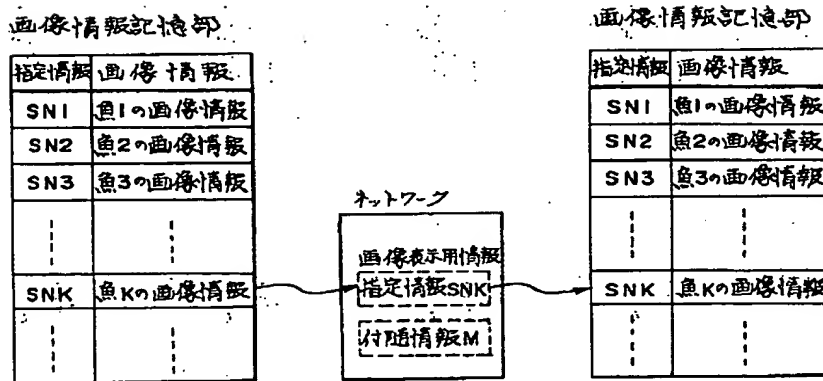 画像情報記憶部
指定情報 画像情報
SN1 魚1の画像情報
SN2 魚2の画像情報
SN3 魚3の画像情報
SNK 魚Kの画像情報
ネットワーク
画像表示用情報
指定情報SNK
付随情報M
画像情報記憶部
指定情報 画像情報
SN1 魚1の画像情報
SN2 魚2の画像情報
SN3 魚3の画像情報
SNK 魚Kの画像情報